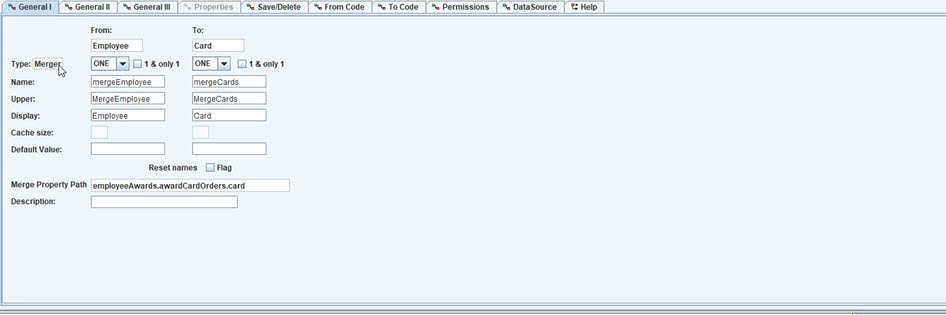 General I General II General III Properties Save/Delete From Code To Code Permissions DataSource Help
From: To:
Employee Card
Type: Merger ONE 1 & only 1 ONE 1 & only 1
Name: mergeEmployee mergeCards
Upper: MergeEmployee MergeCards
Display: Employee Card
Cache size:
Default Value:
Reset names Flag
Merge Property Path employeeAwards.awardCardOrders.card
Description: